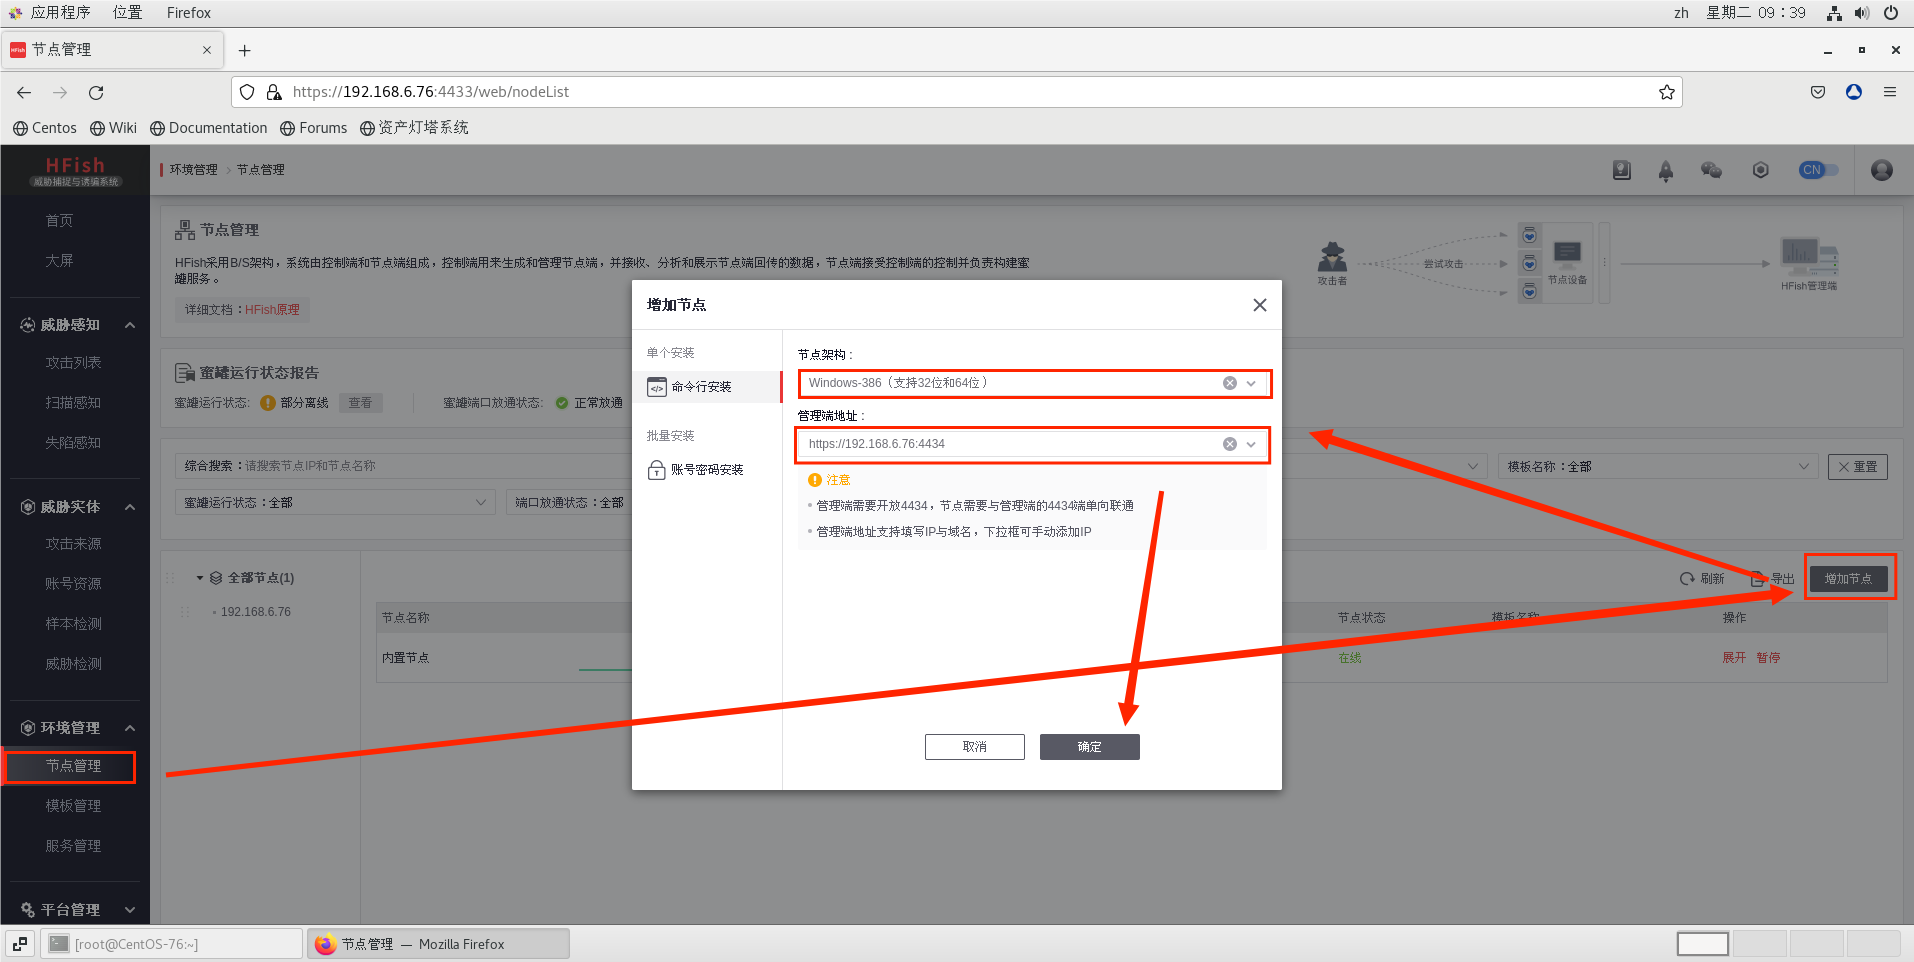 应用程序 位置 Firefox zh 星期二 09：39
节点管理
https://192.168.6.76:4433/web/nodeList
Centos Wiki Documentation Forums 资产灯塔系统
HFish
威胁捕捉与诱骗系统
环境管理 > 节点管理 CN
首页
大屏
威胁感知
攻击列表
扫描感知
失陷感知
威胁实体
攻击来源
账号资源
样本检测
威胁检测
环境管理
节点管理
模板管理
服务管理
平台管理
节点管理
HFish采用B/S架构，系统由控制端和节点端组成，控制端用来生成和管理节点端，并接收、分析和展示节点端回传的数据，节点端接受控制端的控制并负责构建蜜
罐服务。
详细文档：HFish原理
攻击者
尝试攻击
节点设备
HFish管理端
蜜罐运行状态报告
蜜罐运行状态: 部分离线 查看 蜜罐端口放通状态: 正常放通
综合搜索：请搜索节点IP和节点名称 模板名称：全部 重置
蜜罐运行状态：全部 端口放通状态：全部
全部节点(1)
192.168.6.76
刷新 导出 增加节点
节点名称 节点状态 模板名称 操作
内置节点 在线 展开 暂停
增加节点
单个安装
命令行安装
批量安装
账号密码安装
节点架构：
Windows-386（支持32位和64位）
管理端地址：
https://192.168.6.76:4434
注意
管理端需要开放4434，节点需要与管理端的4434端单向联通
管理端地址支持填写IP与域名，下拉框可手动添加IP
取消 确定
[root@CentOS-76:~] 节点管理 — Mozilla Firefox